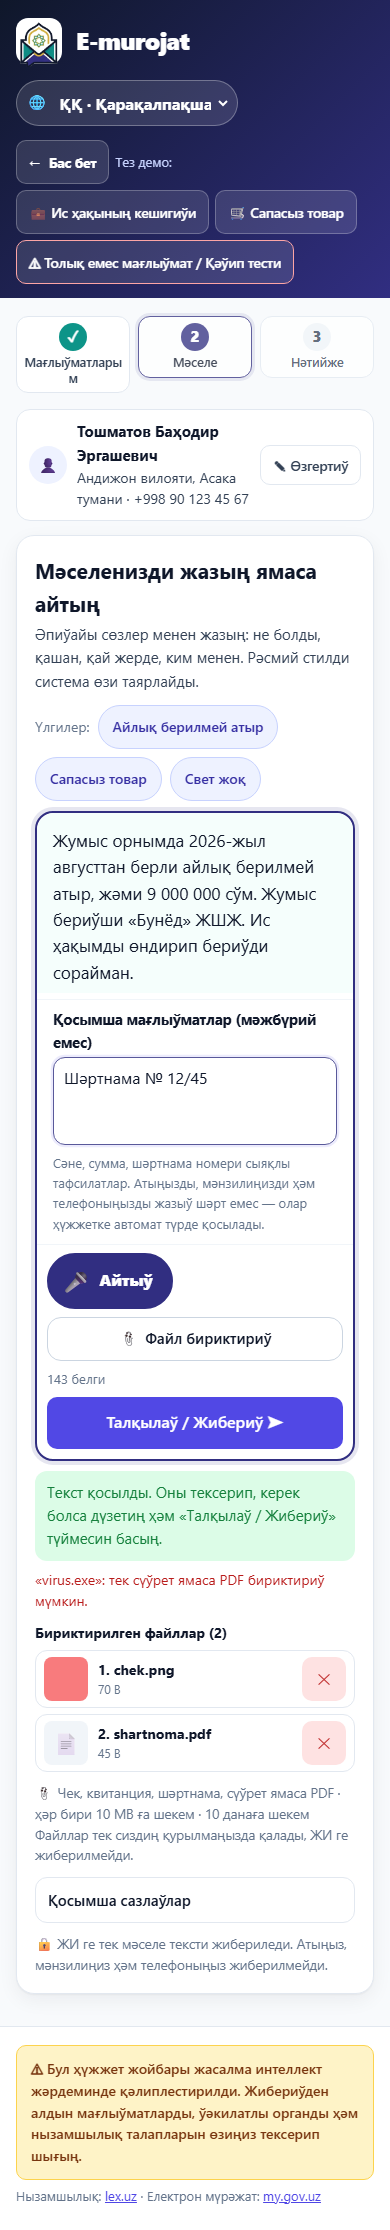 E-murojat
ҚҚ · Қарақалпақша
← Бас бет
Тез демо:
Ис ҳақының кешигиўи
Сапасыз товар
⚠ Толық емес мағлыўмат / Қәўип тести
✓
2
3
Мағлыўматлары
м
Мәселе
Нәтийже
Тошматов Баҳодир
Эргашевич
Андижон вилояти, Асака
тумани · +998 90 123 45 67
Өзгертиў
Мәселенизди жазың ямаса
айтың
Әпиўайы сөзлер менен жазың: не болды,
қашан, қай жерде, ким менен. Рәсмий стилди
система өзи таярлайды.
Үлгилер:
Айлық берилмей атыр
Сапасыз товар
Свет жоқ
Жумыс орнымда 2026-жыл
августтан берли айлық берилмей
атыр, жәми 9 000 000 сўм. Жумыс
бериўши «Бунёд» ЖШЖ. Ис
ҳақымды өндирип бериўди
сорайман.
Қосымша мағлыўматлар (мәжбүрий
емес)
Шәртнама № 12/45
Сәне, сумма, шәртнама номери сыяқлы
тафсилатлар. Атыңызды, мәнзилиңизди ҳәм
телефоныңызды жазыў шәрт емес — олар
ҳүжжетке автомат түрде қосылады.
Айтыў
Файл бириктириў
143 белги
Талқылаў / Жибериў ➤
Текст қосылды. Оны тексерип, керек
болса дүзетиң ҳәм «Талқылаў / Жибериў»
түймесин басың.
«virus.exe»: тек сүўрет ямаса PDF бириктириў
мүмкин.
Бириктирилген файллар (2)
1. chek.png
70 B
2. shartnoma.pdf
45 B
Чек, квитанция, шәртнама, сүўрет ямаса PDF ·
ҳәр бири 10 MB ға шекем · 10 данаға шекем
Файллар тек сиздиң қурылмаңызда қалады, ЖИ ге
жиберилмейди.
Қосымша сазлаўлар
ЖИ ге тек мәселе тексти жибериледи. Атыңыз,
мәнзилиңиз ҳәм телефоныңыз жиберилмейди.
⚠ Бул ҳүжжет жойбары жасалма интеллект
жәрдеминде қәлиплестирилди. Жибериўден
алдын мағлыўматларды, ўәкилатлы органды ҳәм
нызамшылық талапларын өзиңиз тексерип
шығың.
Нызамшылық: lex.uz · Електрон мүрәжат: my.gov.uz